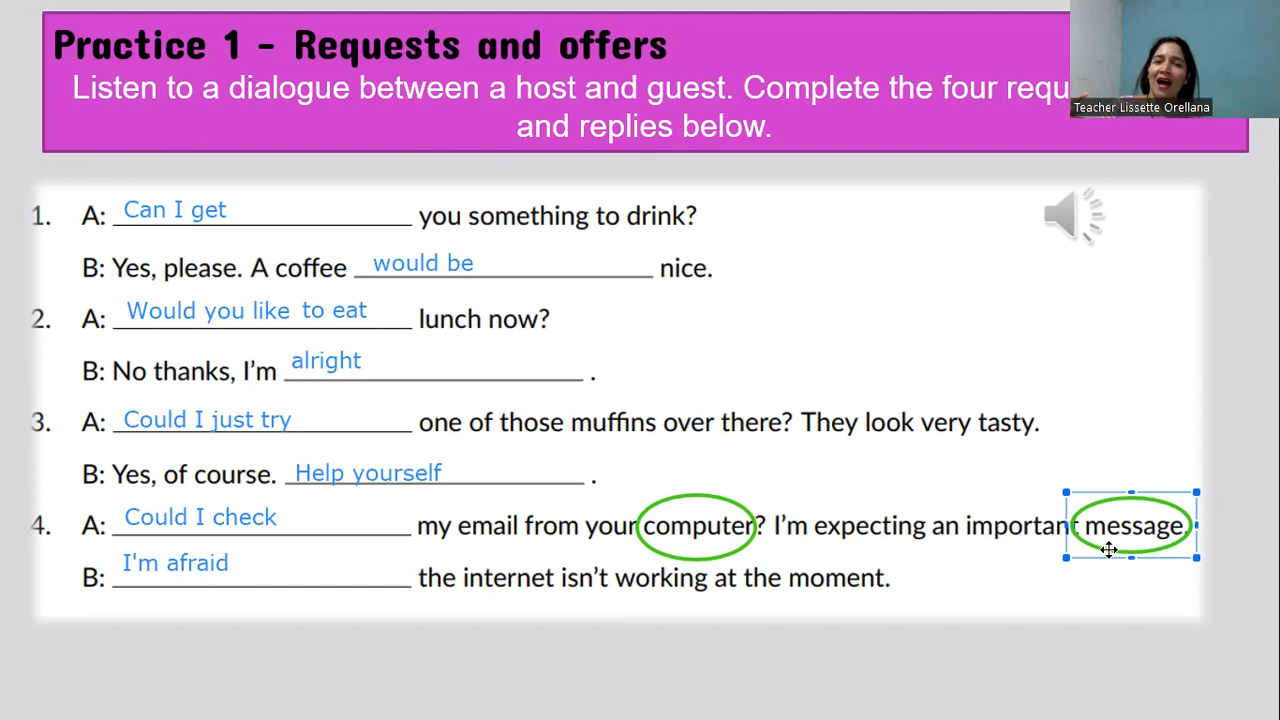 Practice 1 - Requests and offers
Listen to a dialogue between a host and guest. Complete the four requ
and replies below.
Teacher Lissette Orellana
1. A: Can I get you something to drink?
B: Yes, please. A coffee would be nice.
2. A: Would you like to eat lunch now?
B: No thanks, I'm alright .
3. A: Could I just try one of those muffins over there? They look very tasty.
B: Yes, of course. Help yourself .
4. A: Could I check my email from your computer? I'm expecting an important message.
B: I'm afraid the internet isn't working at the moment.